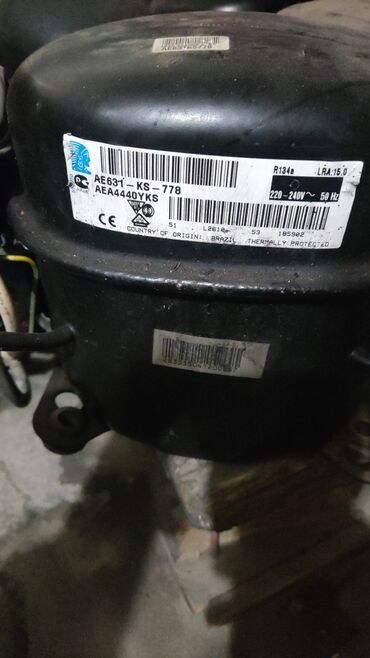 AE631-KS-778
AEA4440YKS
R134a
LRA:15.0
220-240V~ 50 Hz
CE
51 L2610 53 185902
COUNTRY OF ORIGIN: BRAZIL THERMALLY PROTECTED